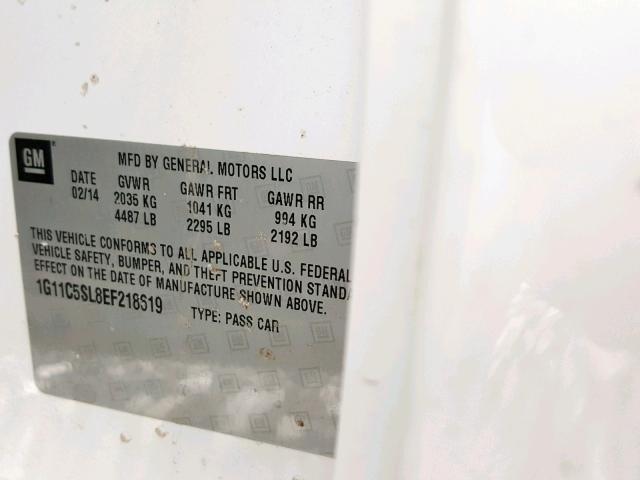 GM
MFD BY GENERAL MOTORS LLC
DATE GVWR GAWR FRT GAWR RR
02/14 2035 KG 1041 KG 994 KG
4487 LB 2295 LB 2192 LB
THIS VEHICLE CONFORMS TO ALL APPLICABLE U.S. FEDERAL
VEHICLE SAFETY, BUMPER, AND THEFT PREVENTION STANDA
EFFECT ON THE DATE OF MANUFACTURE SHOWN ABOVE.
1G11C5SL8EF218519 TYPE: PASS CAR